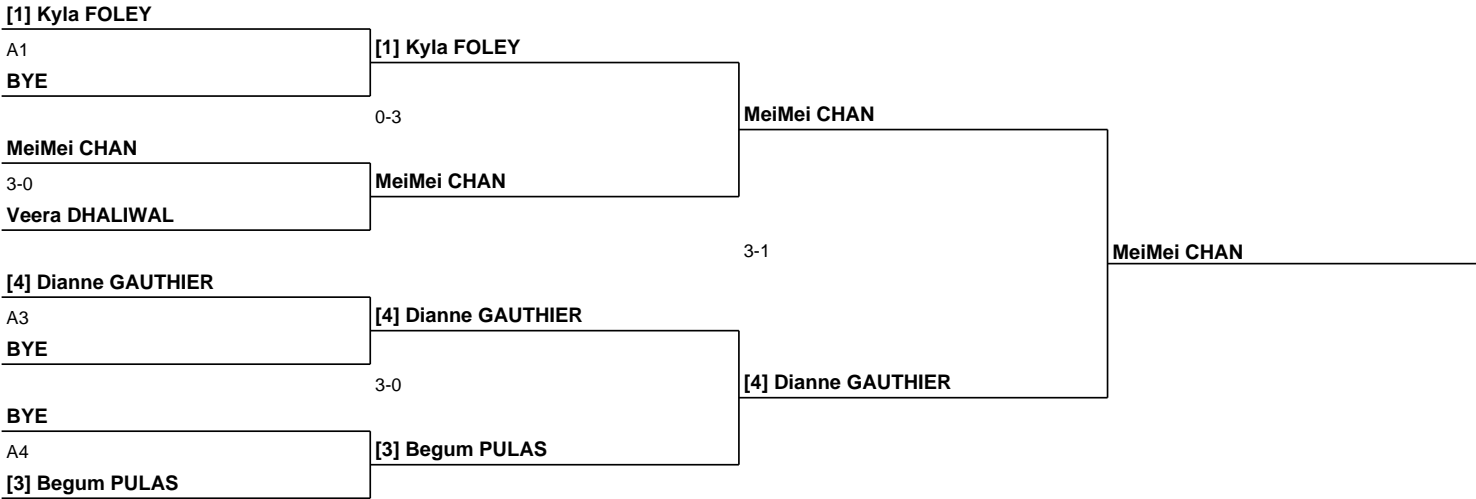 [1] Kyla FOLEY
A1
[1] Kyla FOLEY
BYE
0-3
MeiMei CHAN
MeiMei CHAN
3-0
MeiMei CHAN
Veera DHALIWAL
3-1
MeiMei CHAN
[4] Dianne GAUTHIER
A3
[4] Dianne GAUTHIER
BYE
3-0
[4] Dianne GAUTHIER
BYE
A4
[3] Begum PULAS
[3] Begum PULAS